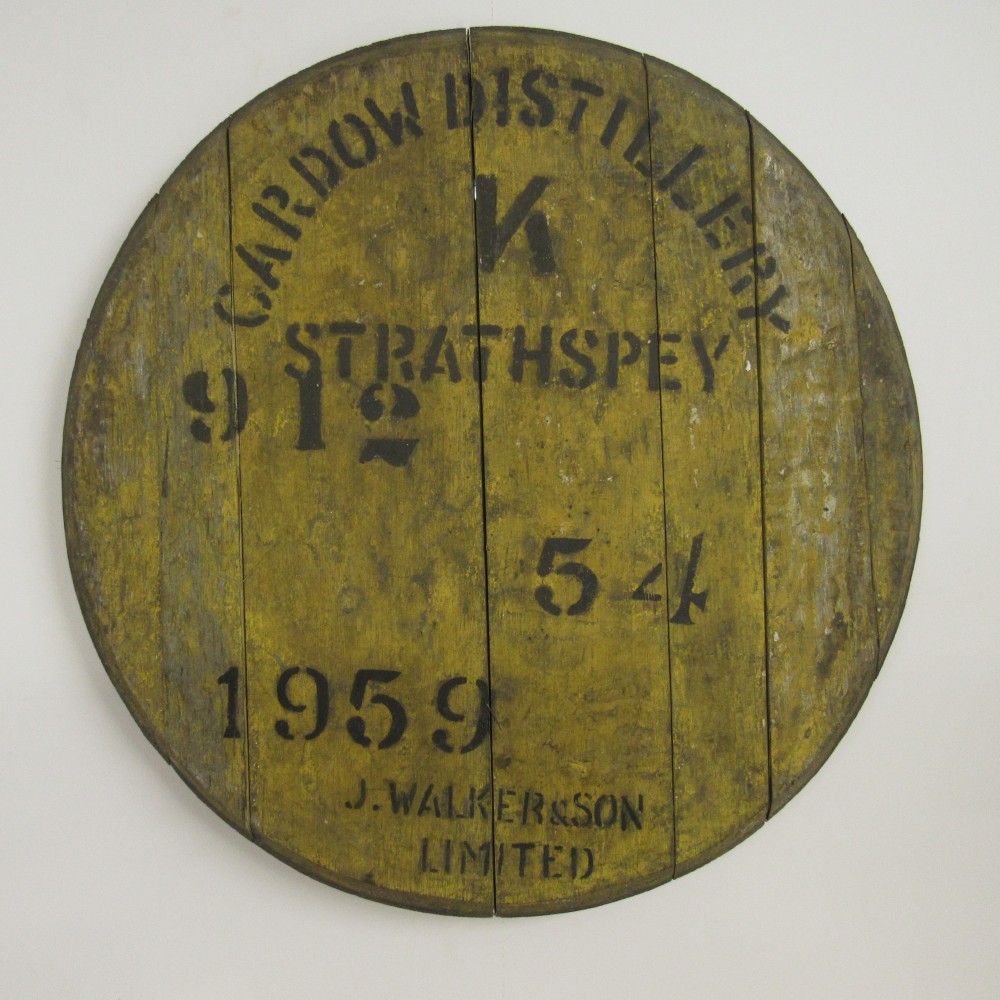 CARDOW DISTILLERY
K
STRATHSPEY
912
54
1959
J. WALKER & SON
LIMITED